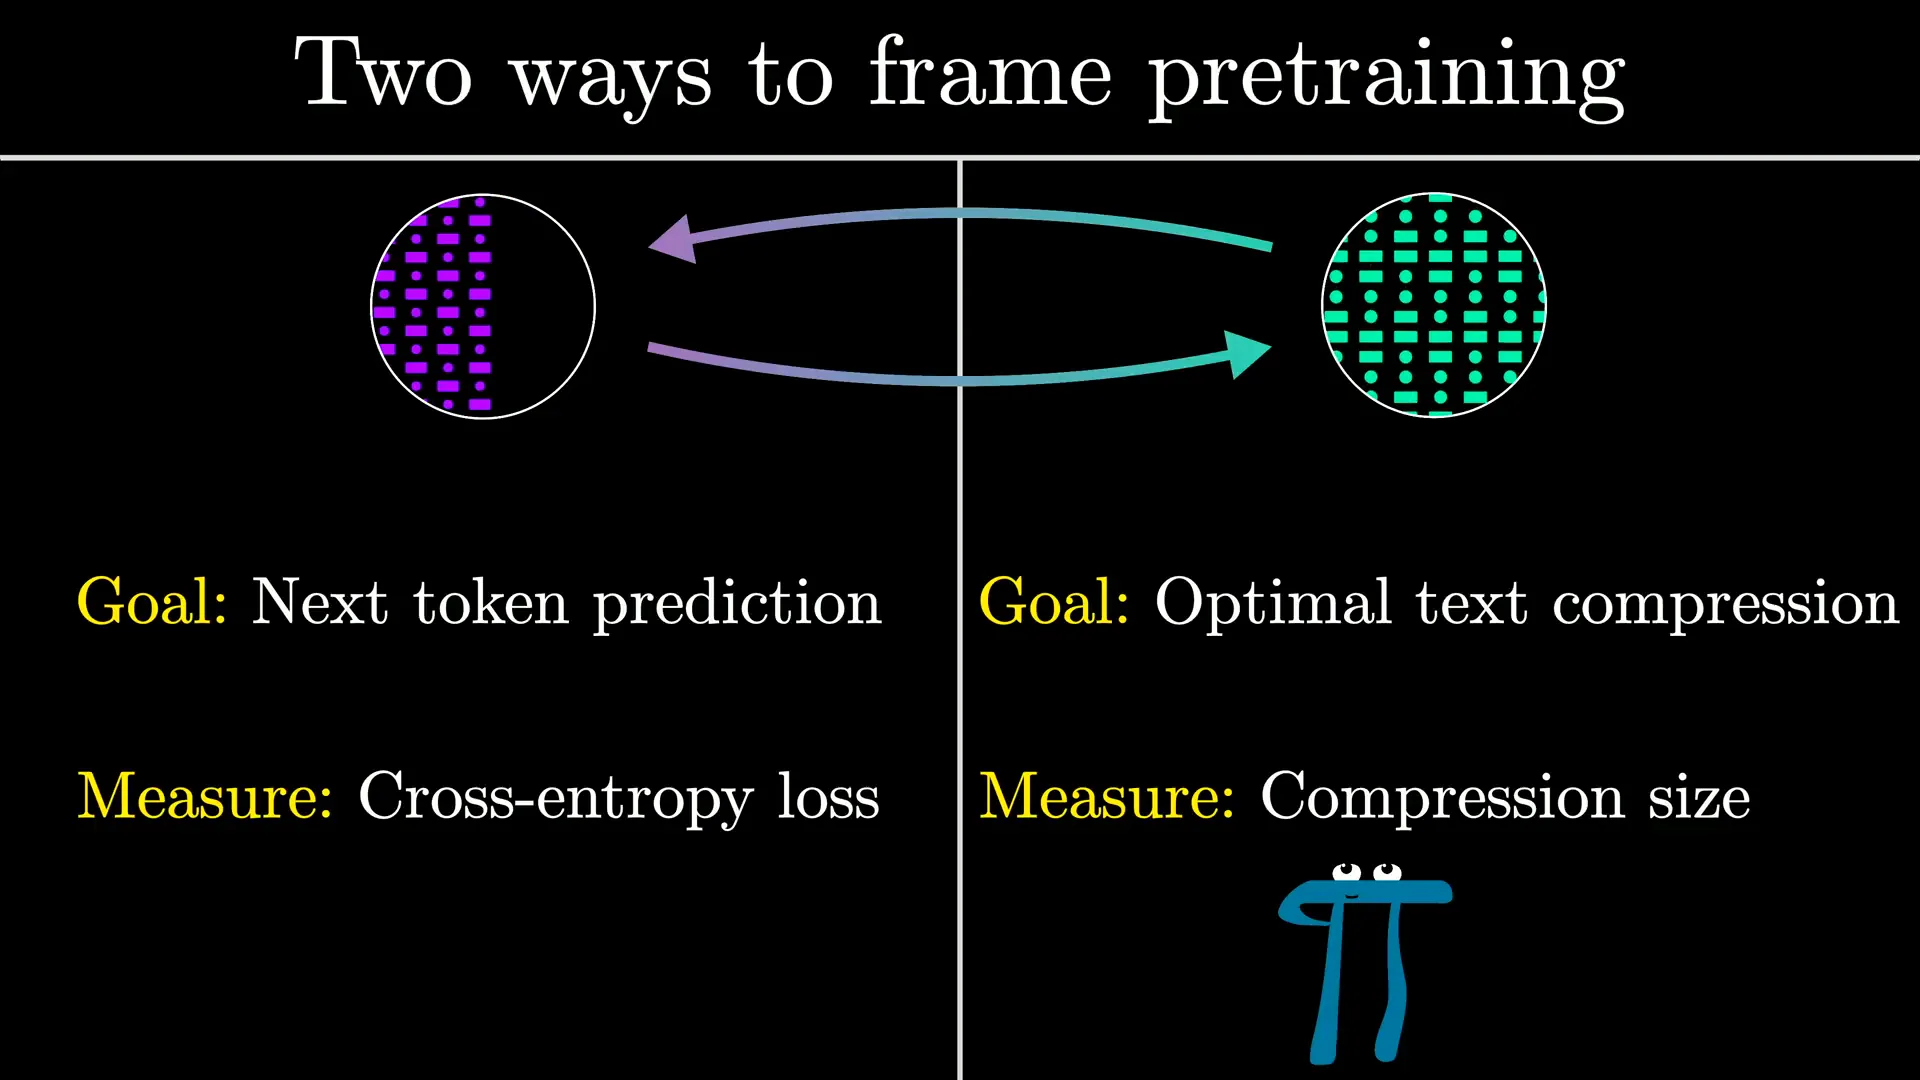 Two ways to frame pretraining
Goal: Next token prediction
Measure: Cross-entropy loss
Goal: Optimal text compression
Measure: Compression size